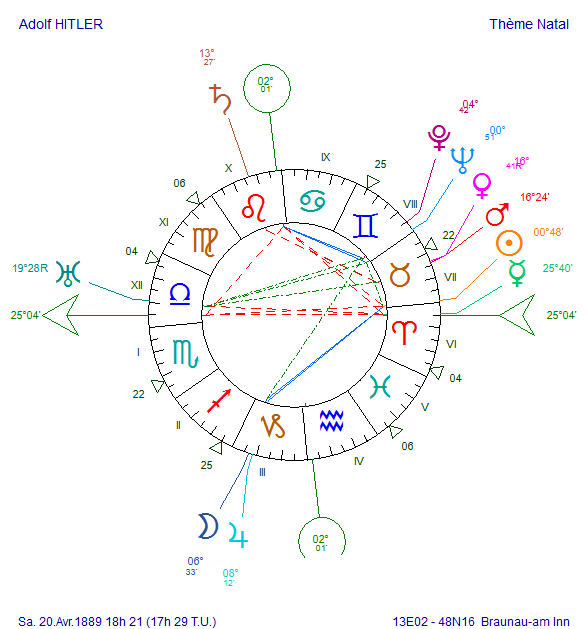 Adolf HITLER
Thème Natal
13°
27'
02°
01'
04°
42'
00°
51'
16°
41R
16°24'
00°48'
25°40'
25°04'
X
IX
25
VIII
22
VII
06
XI
04
XII
19°28R
25°04'
I
22
II
25
III
IV
06
V
04
VI
06°
33'
08°
12'
02°
01'
Sa. 20.Avr.1889 18h 21 (17h 29 T.U.)
13E02 - 48N16 Braunau-am Inn